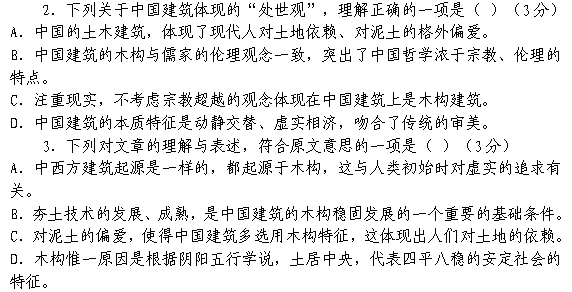 2．下列关于中国建筑体现的“处世观”，理解正确的一项是（ ）（3分）
A．中国的土木建筑，体现了现代人对土地依赖、对泥土的格外偏爱。
B．中国建筑的木构与儒家的伦理观念一致，突出了中国哲学浓于宗教、伦理的
特点。
C．注重现实，不考虑宗教超越的观念体现在中国建筑上是木构建筑。
D．中国建筑的本质特征是动静交替、虚实相济，吻合了传统的审美。
3．下列对文章的理解与表述，符合原文意思的一项是（ ）（3分）
A．中西方建筑起源是一样的，都起源于木构，这与人类初始时对虚实的追求有
关。
B．夯土技术的发展、成熟，是中国建筑的木构稳固发展的一个重要的基础条件。
C．对泥土的偏爱，使得中国建筑多选用木构特征，这体现出人们对土地的依赖。
D．木构惟一原因是根据阴阳五行学说，土居中央，代表四平八稳的安定社会的
特征。